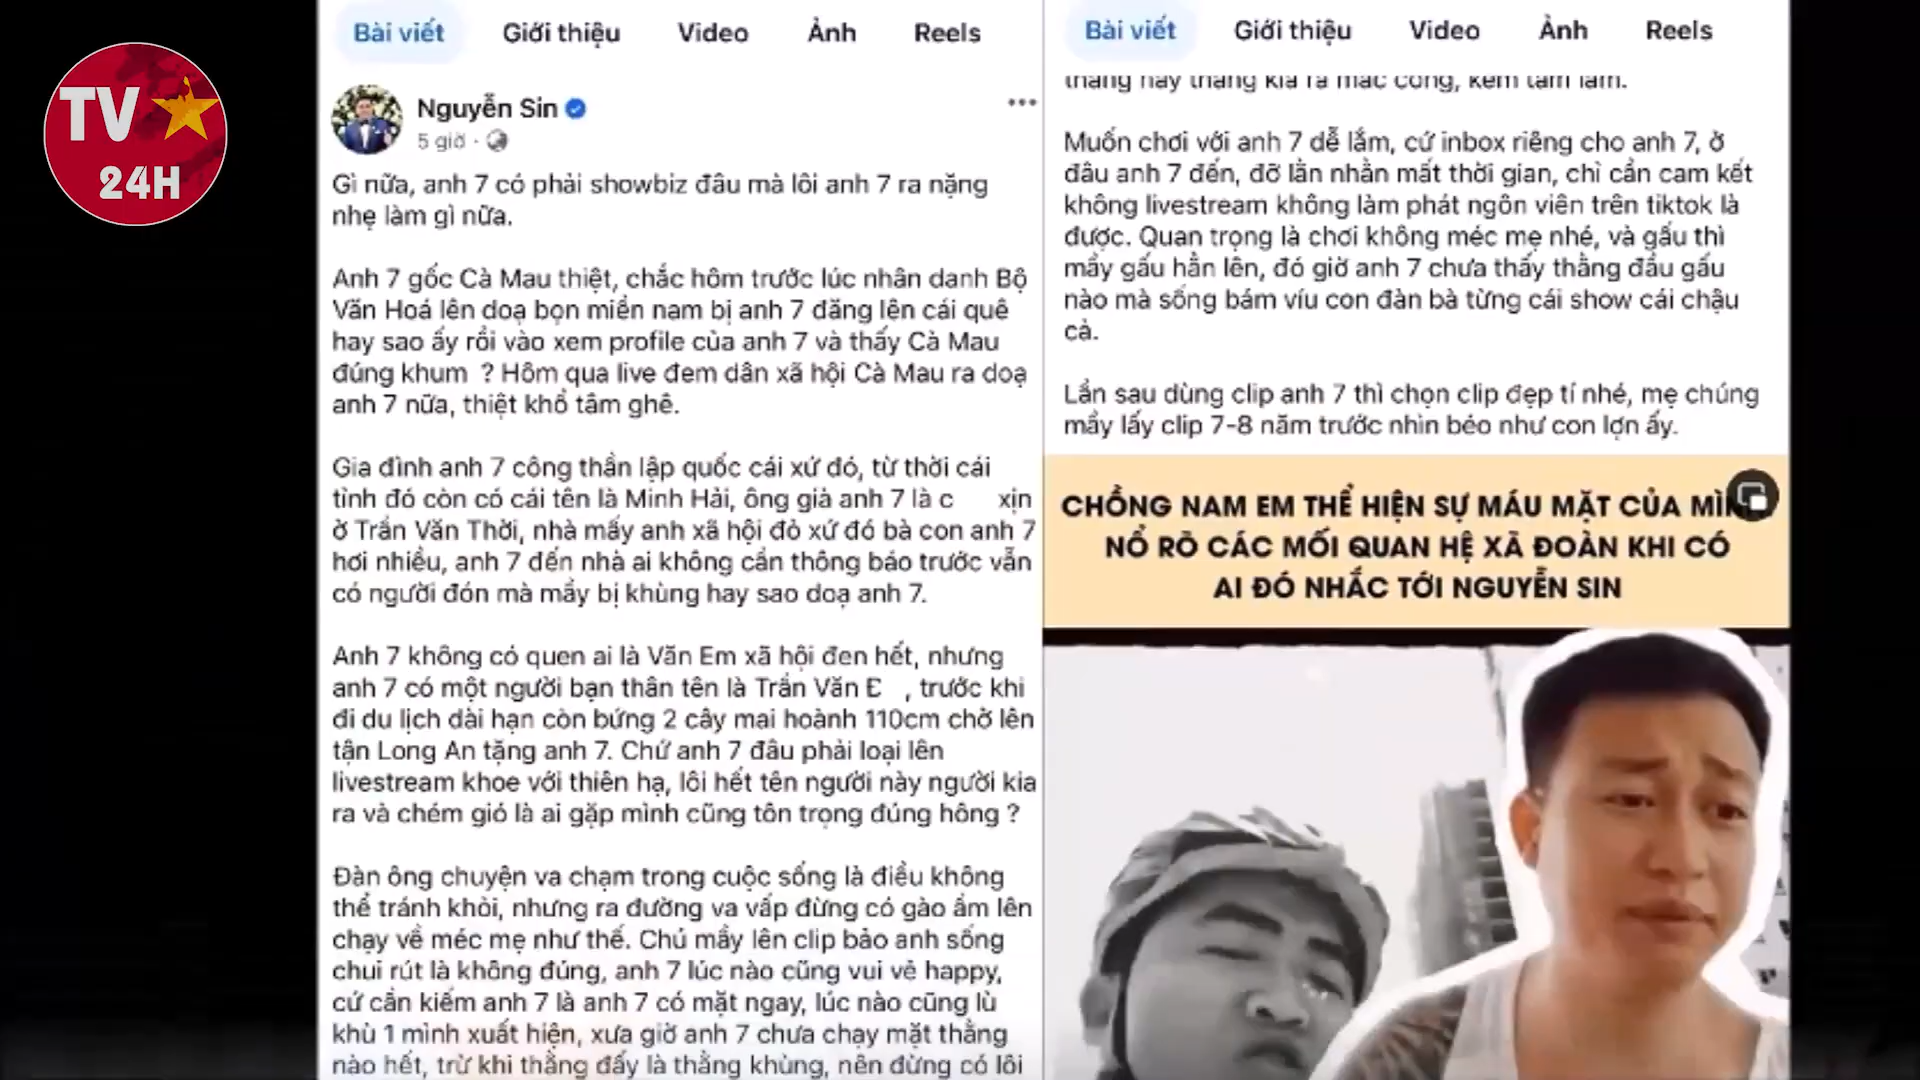 TV
24H
Bài viết Giới thiệu Video Ảnh Reels
Nguyễn Sin
5 giờ ·
Gì nữa, anh 7 có phải showbiz đâu mà lôi anh 7 ra nặng
nhẹ làm gì nữa.
Anh 7 gốc Cà Mau thiệt, chắc hôm trước lúc nhân danh Bộ
Văn Hoá lên doạ bọn miền nam bị anh 7 đăng lên cái quê
hay sao ấy rồi vào xem profile của anh 7 và thấy Cà Mau
đúng khum ? Hôm qua live đem dân xã hội Cà Mau ra doạ
anh 7 nữa, thiệt khổ tâm ghê.
Gia đình anh 7 công thần lập quốc cái xứ đó, từ thời cái
tỉnh đó còn có cái tên là Minh Hải, ông già anh 7 là c xịn
ở Trần Văn Thời, nhà mấy anh xã hội đỏ xứ đó bà con anh 7
hơi nhiều, anh 7 đến nhà ai không cần thông báo trước vẫn
có người đón mà mầy bị khùng hay sao doạ anh 7.
Anh 7 không có quen ai là Văn Em xã hội đen hết, nhưng
anh 7 có một người bạn thân tên là Trần Văn Đ , trước khi
đi du lịch dài hạn còn bứng 2 cây mai hoành 110cm chở lên
tận Long An tặng anh 7. Chứ anh 7 đâu phải loại lên
livestream khoe với thiên hạ, lôi hết tên người này người kia
ra và chém gió là ai gặp mình cũng tôn trọng đúng hông ?
Đàn ông chuyện va chạm trong cuộc sống là điều không
thể tránh khỏi, nhưng ra đường va vấp đừng có gào ầm lên
chạy về méc mẹ như thế. Chú mầy lên clip bảo anh sống
chui rút là không đúng, anh 7 lúc nào cũng vui vẻ happy,
cứ cần kiếm anh 7 là anh 7 có mặt ngay, lúc nào cũng lù
khù 1 mình xuất hiện, xưa giờ anh 7 chưa chạy mặt thằng
nào hết, trừ khi thằng đấy là thằng khùng, nên đừng có lôi
Bài viết Giới thiệu Video Ảnh Reels
thằng này thằng kia ra mắc công, kém tắm lắm.
Muốn chơi với anh 7 dễ lắm, cứ inbox riêng cho anh 7, ở
đâu anh 7 đến, đỡ lằn nhằn mất thời gian, chỉ cần cam kết
không livestream không làm phát ngôn viên trên tiktok là
được. Quan trọng là chơi không méc mẹ nhé, và gấu thì
mầy gấu hẳn lên, đó giờ anh 7 chưa thấy thằng đầu gấu
nào mà sống bám víu con đàn bà từng cái show cái chậu
cả.
Lần sau dùng clip anh 7 thì chọn clip đẹp tí nhé, mẹ chúng
mầy lấy clip 7-8 năm trước nhìn béo như con lợn ấy.
CHỒNG NAM EM THỂ HIỆN SỰ MÁU MẶT CỦA MÌN
NỔ RÕ CÁC MỐI QUAN HỆ XÃ ĐOÀN KHI CÓ
AI ĐÓ NHẮC TỚI NGUYỄN SIN